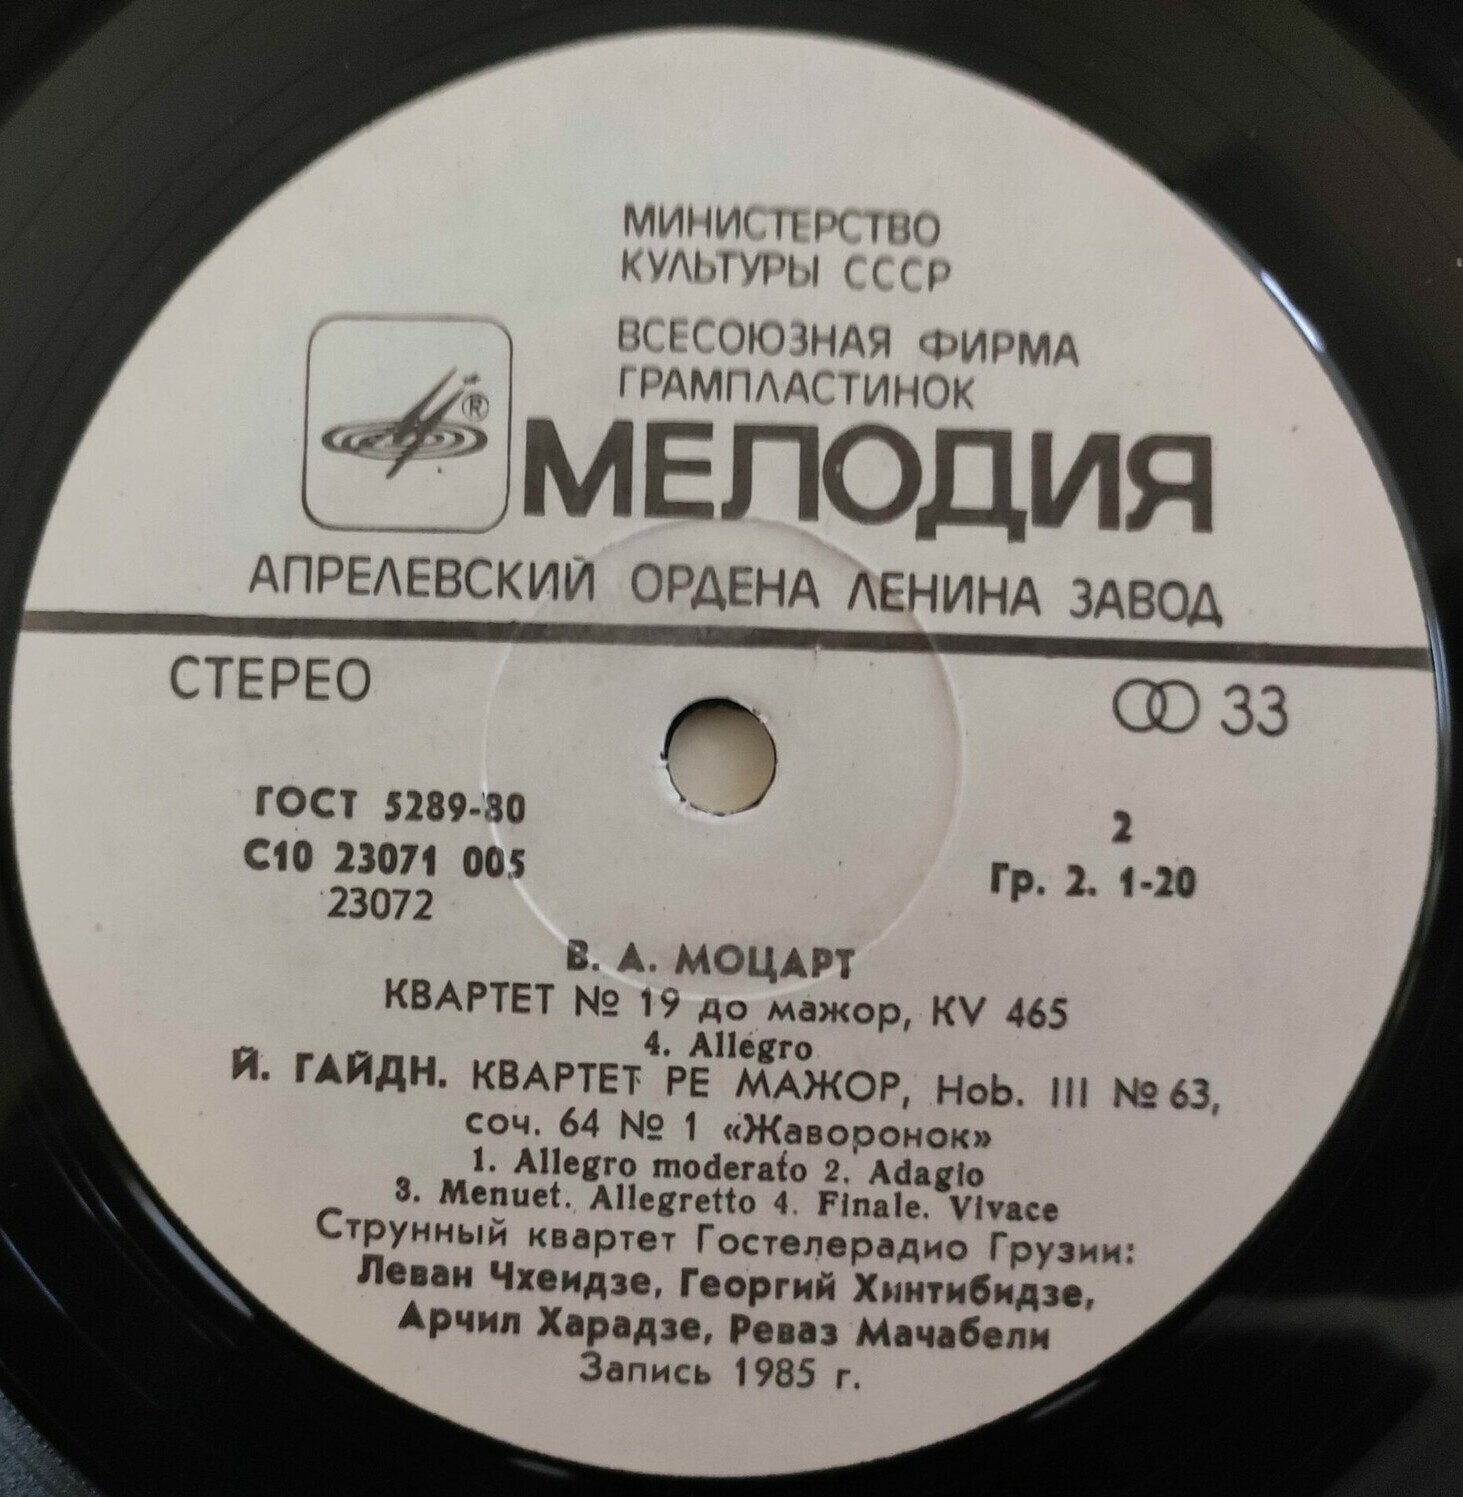 МИНИСТЕРСТВО
КУЛЬТУРЫ СССР
ВСЕСОЮЗНАЯ ФИРМА
ГРАМПЛАСТИНОК
®
МЕЛОДИЯ
АПРЕЛЕВСКИЙ ОРДЕНА ЛЕНИНА ЗАВОД
СТЕРЕО
33
ГОСТ 5289-80
С10 23071 005
23072
2
Гр. 2. 1-20
В. А. МОЦАРТ
КВАРТЕТ № 19 до мажор, KV 465
4. Allegro
Й. ГАЙДН. КВАРТЕТ РЕ МАЖОР, Hob. III № 63,
соч. 64 № 1 «Жаворонок»
1. Allegro moderato 2. Adagio
3. Menuet. Allegretto 4. Finale. Vivace
Струнный квартет Гостелерадио Грузии:
Леван Чхеидзе, Георгий Хинтибидзе,
Арчил Харадзе, Реваз Мачабели
Запись 1985 г.